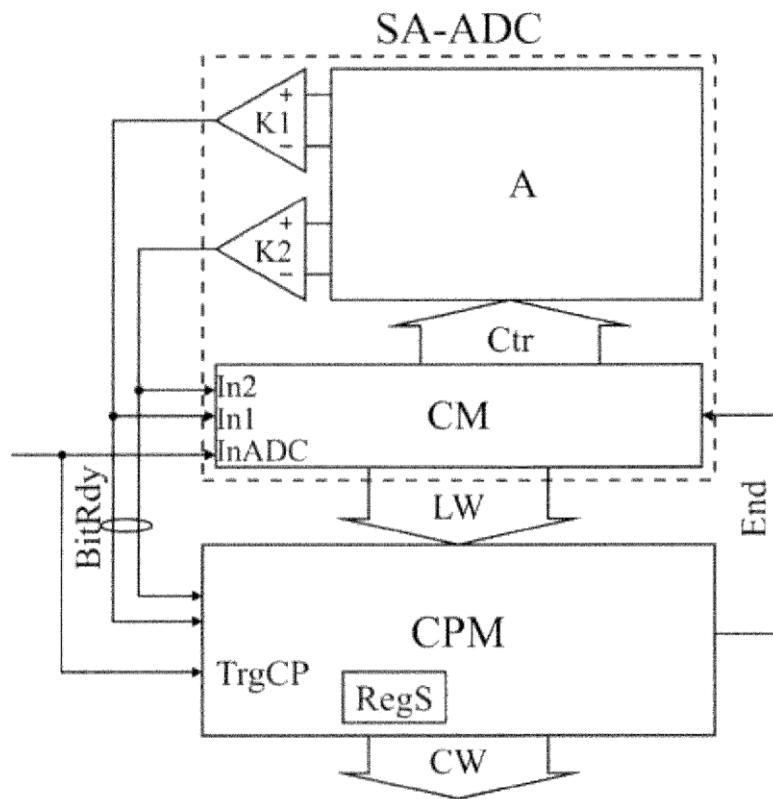 SA-ADC
+
K1
−
A
+
K2
−
Ctr
In2
In1
InADC
CM
BitRdy
LW
End
CPM
TrgCP
RegS
CW